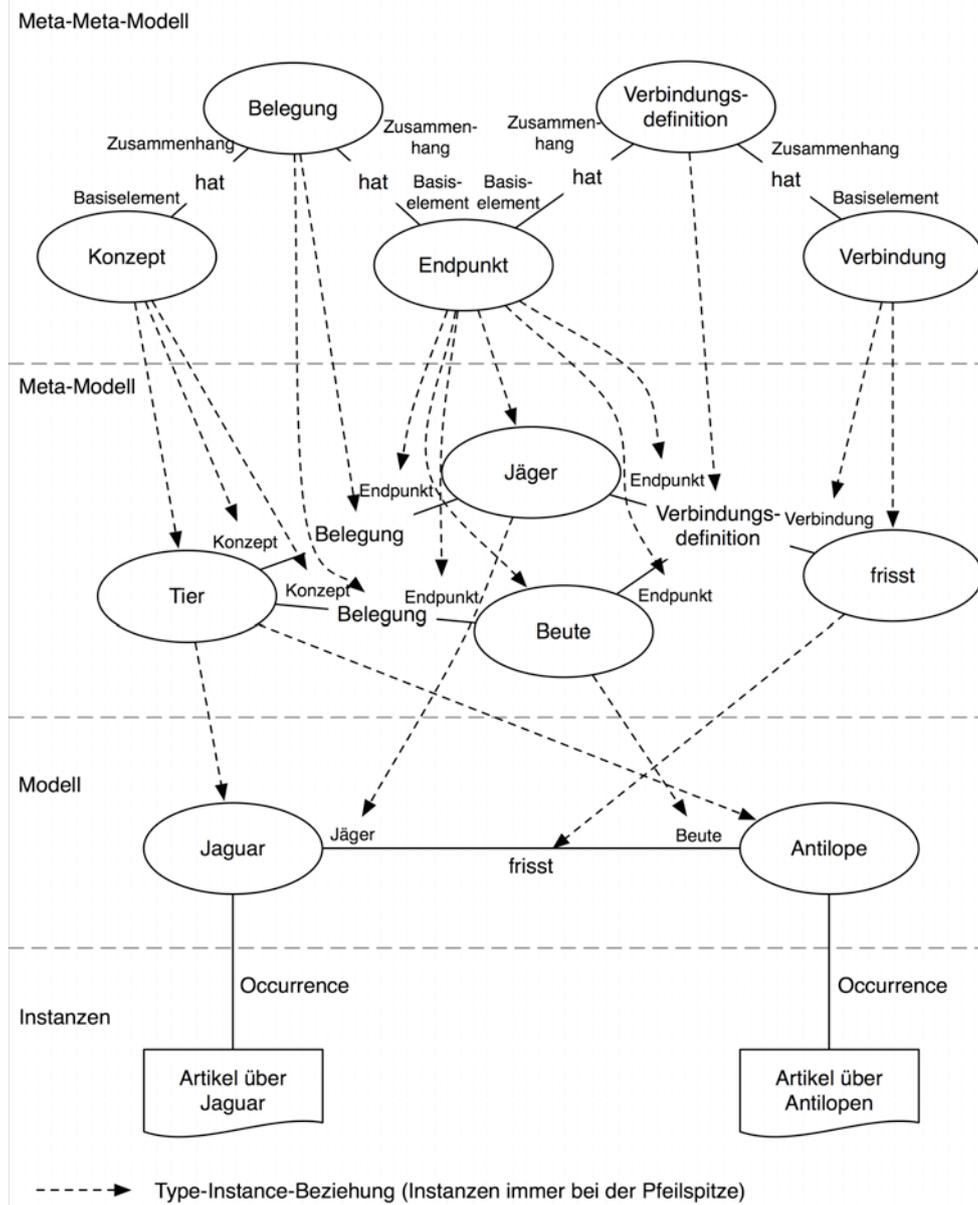 Meta-Meta-Modell
Belegung
Verbindungs-
definition
Zusammenhang
Zusammen-
hang
Zusammen-
hang
Zusammenhang
hat
hat
hat
hat
Basiselement
Basis-
element
Basis-
element
Basiselement
Konzept
Endpunkt
Verbindung
Meta-Modell
Jäger
Endpunkt
Endpunkt
Belegung
Verbindungs-
definition
Verbindung
Konzept
Tier
Konzept
Belegung
Endpunkt
Beute
Endpunkt
frisst
Modell
Jaguar
Jäger
frisst
Beute
Antilope
Occurrence
Occurrence
Instanzen
Artikel über
Jaguar
Artikel über
Antilopen
Type-Instance-Beziehung (Instanzen immer bei der Pfeilspitze)